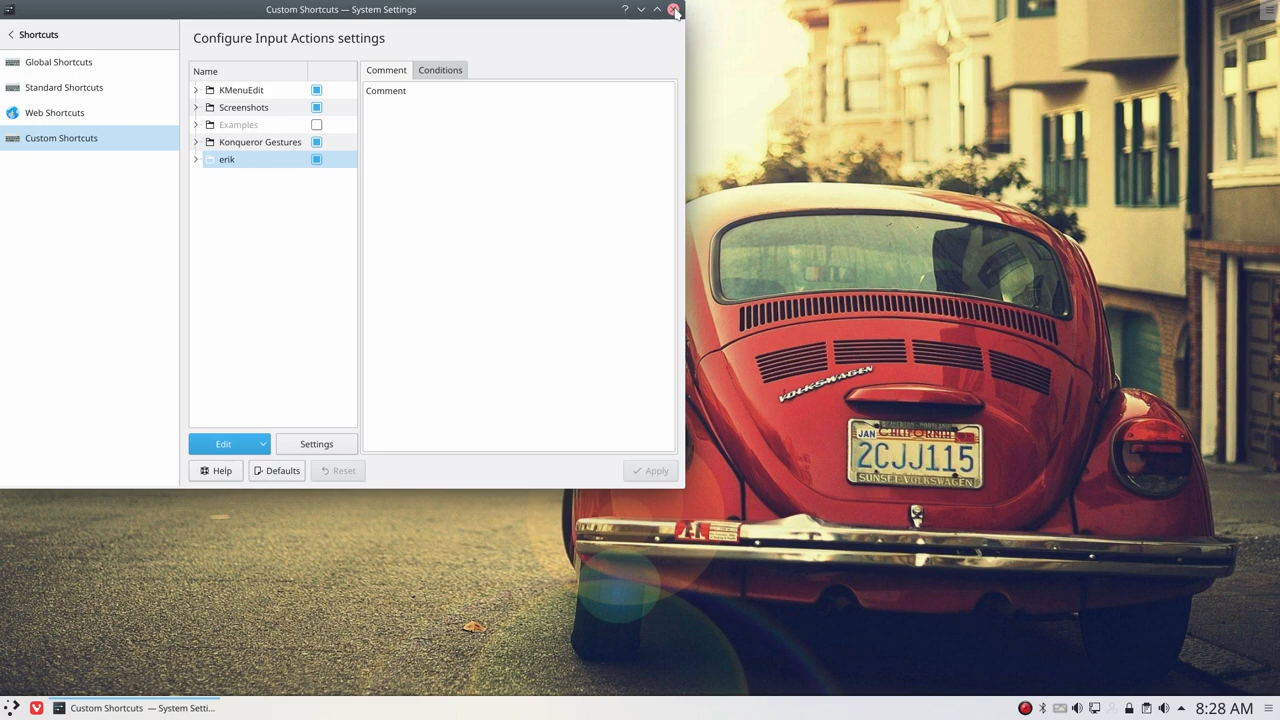 Custom Shortcuts — System Settings
?
Shortcuts
Global Shortcuts
Standard Shortcuts
Web Shortcuts
Custom Shortcuts
Configure Input Actions settings
Name
KMenuEdit
Screenshots
Examples
Konqueror Gestures
erik
Comment
Conditions
Comment
Edit
Settings
Help
Defaults
Reset
Apply
VOLKSWAGEN
JAN
CALIFORNIA
2CJJ115
SUNSET VOLKSWAGEN
Custom Shortcuts — System Setti...
8:28 AM